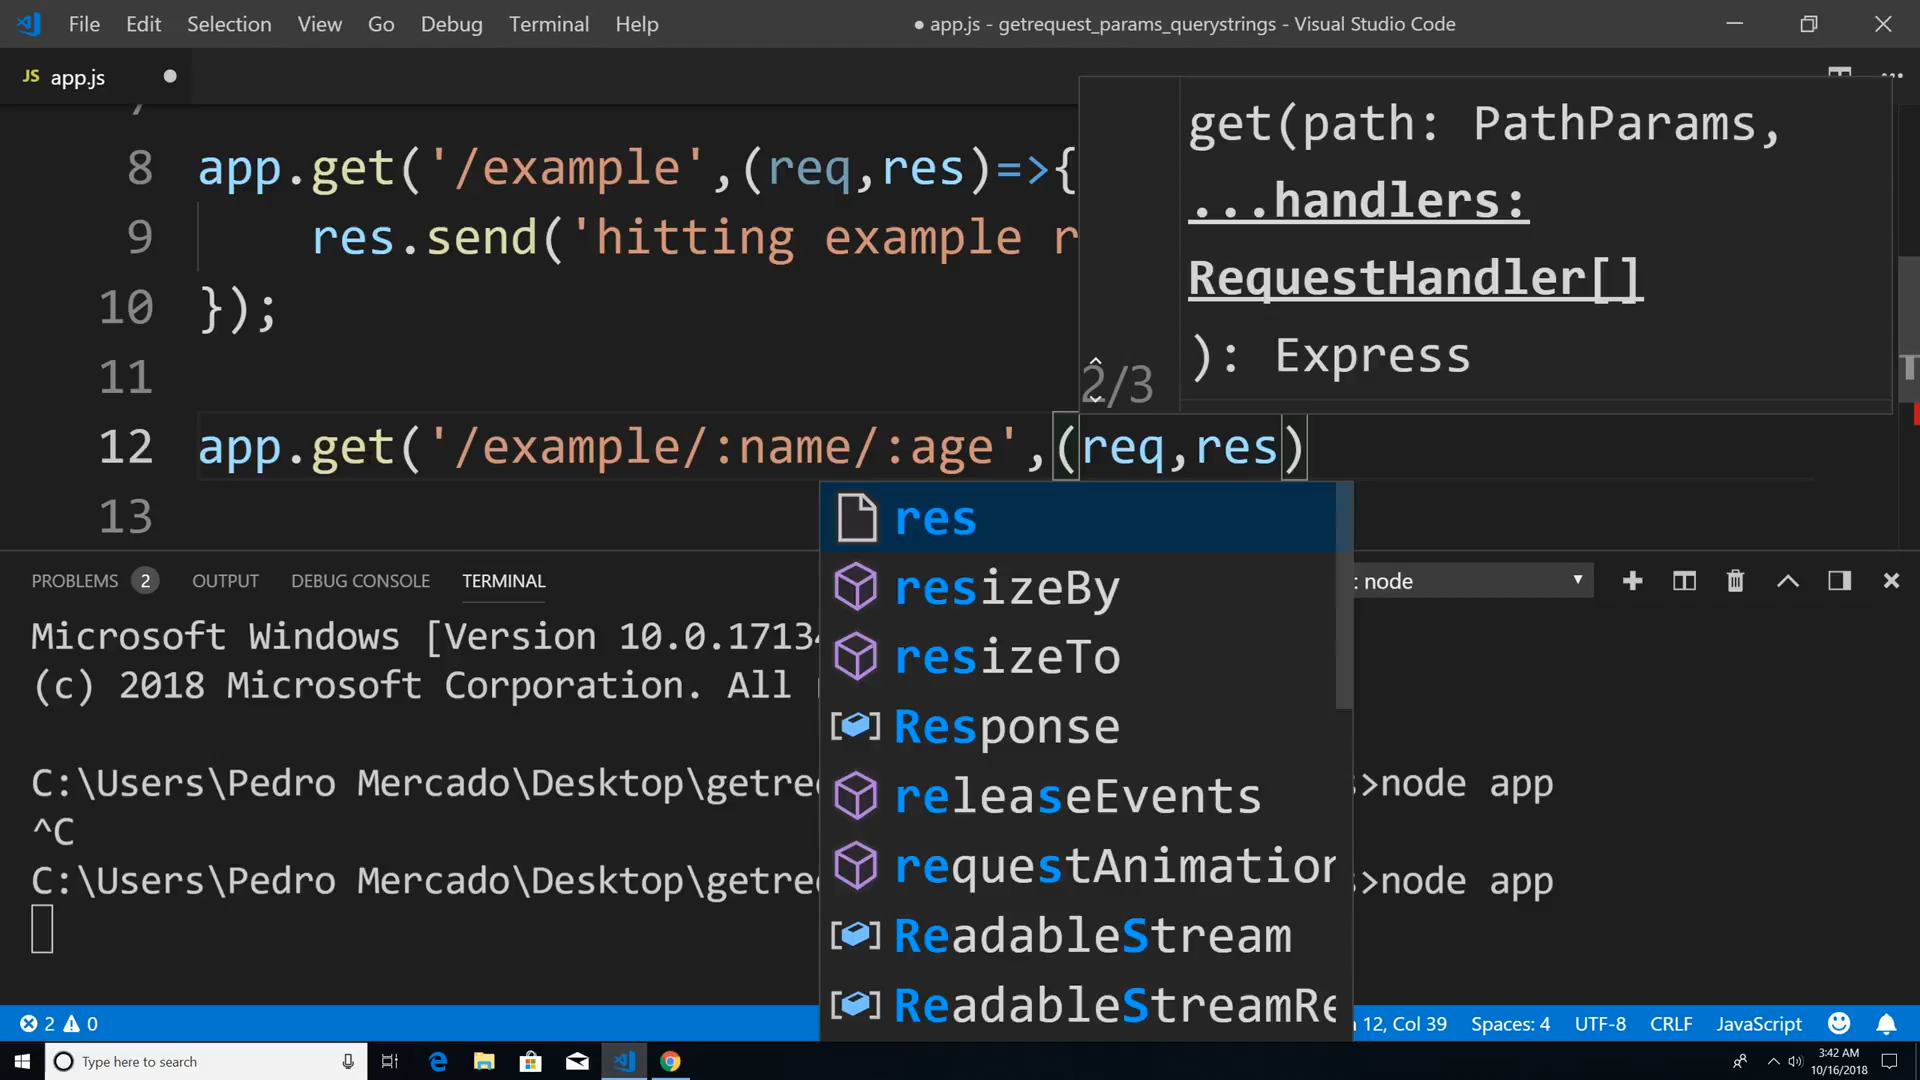 File Edit Selection View Go Debug Terminal Help
● app.js - getrequest_params_querystrings - Visual Studio Code
JS app.js
8 app.get('/example',(req,res)=>{
9 res.send('hitting example r
10 });
11
12 app.get('/example/:name/:age',(req,res)
13
get(path: PathParams,
...handlers:
RequestHandler[]
): Express
2/3
res
resizeBy
resizeTo
Response
releaseEvents
requestAnimation
ReadableStream
ReadableStreamRe
PROBLEMS 2 OUTPUT DEBUG CONSOLE TERMINAL : node
Microsoft Windows [Version 10.0.17134
(c) 2018 Microsoft Corporation. All
C:\Users\Pedro Mercado\Desktop\getre >node app
^C
C:\Users\Pedro Mercado\Desktop\getre >node app
2 0 12, Col 39 Spaces: 4 UTF-8 CRLF JavaScript
Type here to search
3:42 AM
10/16/2018